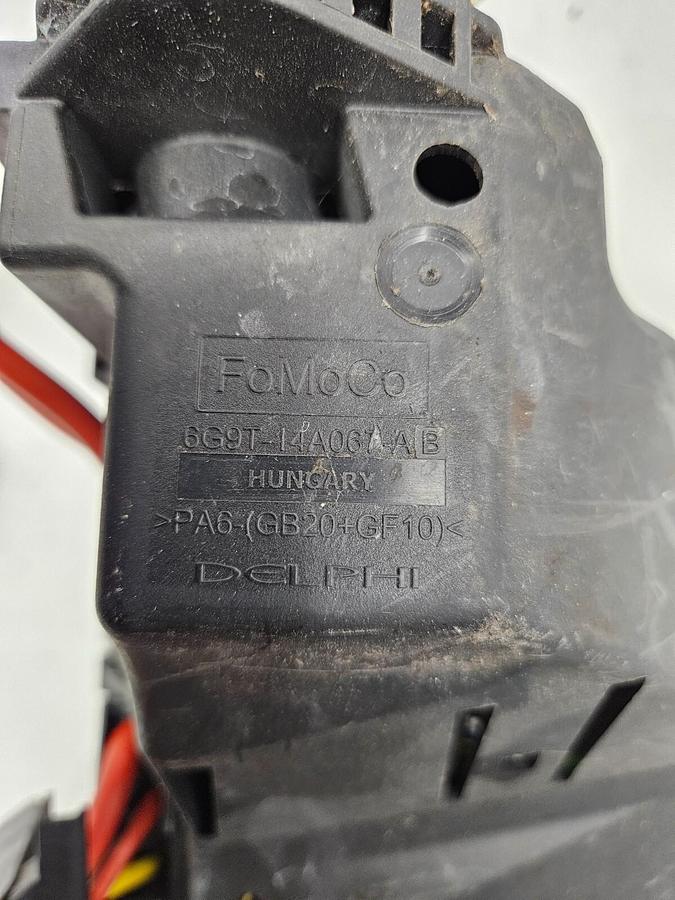 FoMoCo
6G9T-14A067-AB
HUNGARY
>PA6-(GB20+GF10)<
DELPHI